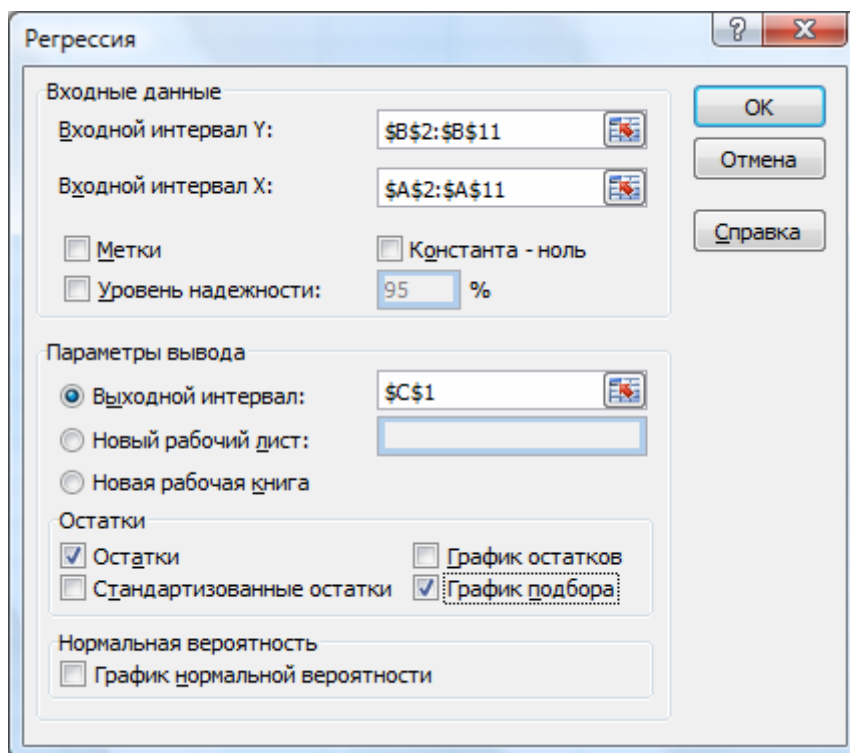 Регрессия
Входные данные
Входной интервал Y: $B$2:$B$11
Входной интервал X: $A$2:$A$11
Метки Константа - ноль
Уровень надежности: 95 %
OK
Отмена
Справка
Параметры вывода
Выходной интервал: $C$1
Новый рабочий лист:
Новая рабочая книга
Остатки
Остатки График остатков
Стандартизованные остатки График подбора
Нормальная вероятность
График нормальной вероятности